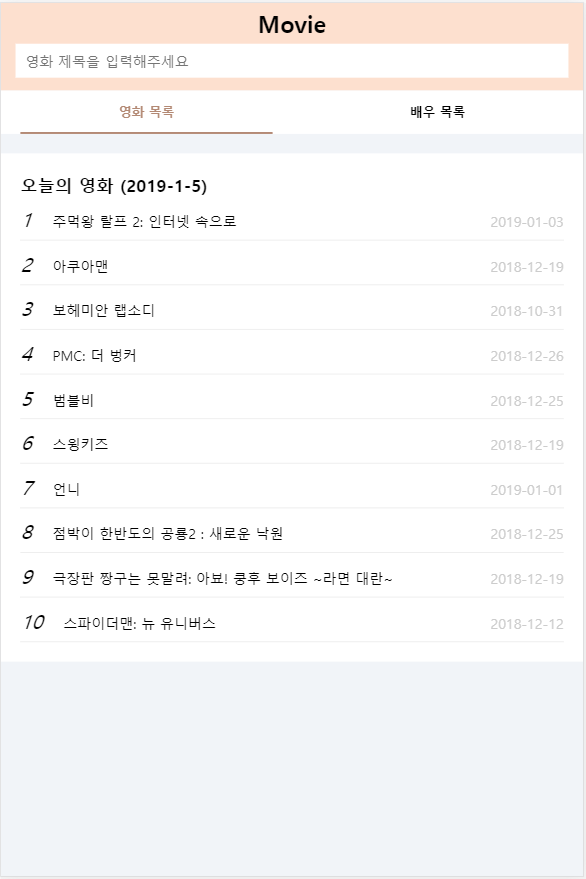 Movie
영화 제목을 입력해주세요
영화 목록 배우 목록
오늘의 영화 (2019-1-5)
1 주먹왕 랄프 2: 인터넷 속으로 2019-01-03
2 아쿠아맨 2018-12-19
3 보헤미안 랩소디 2018-10-31
4 PMC: 더 벙커 2018-12-26
5 범블비 2018-12-25
6 스윙키즈 2018-12-19
7 언니 2019-01-01
8 점박이 한반도의 공룡2 : 새로운 낙원 2018-12-25
9 극장판 짱구는 못말려: 아뵤! 쿵후 보이즈 ~라면 대란~ 2018-12-19
10 스파이더맨: 뉴 유니버스 2018-12-12